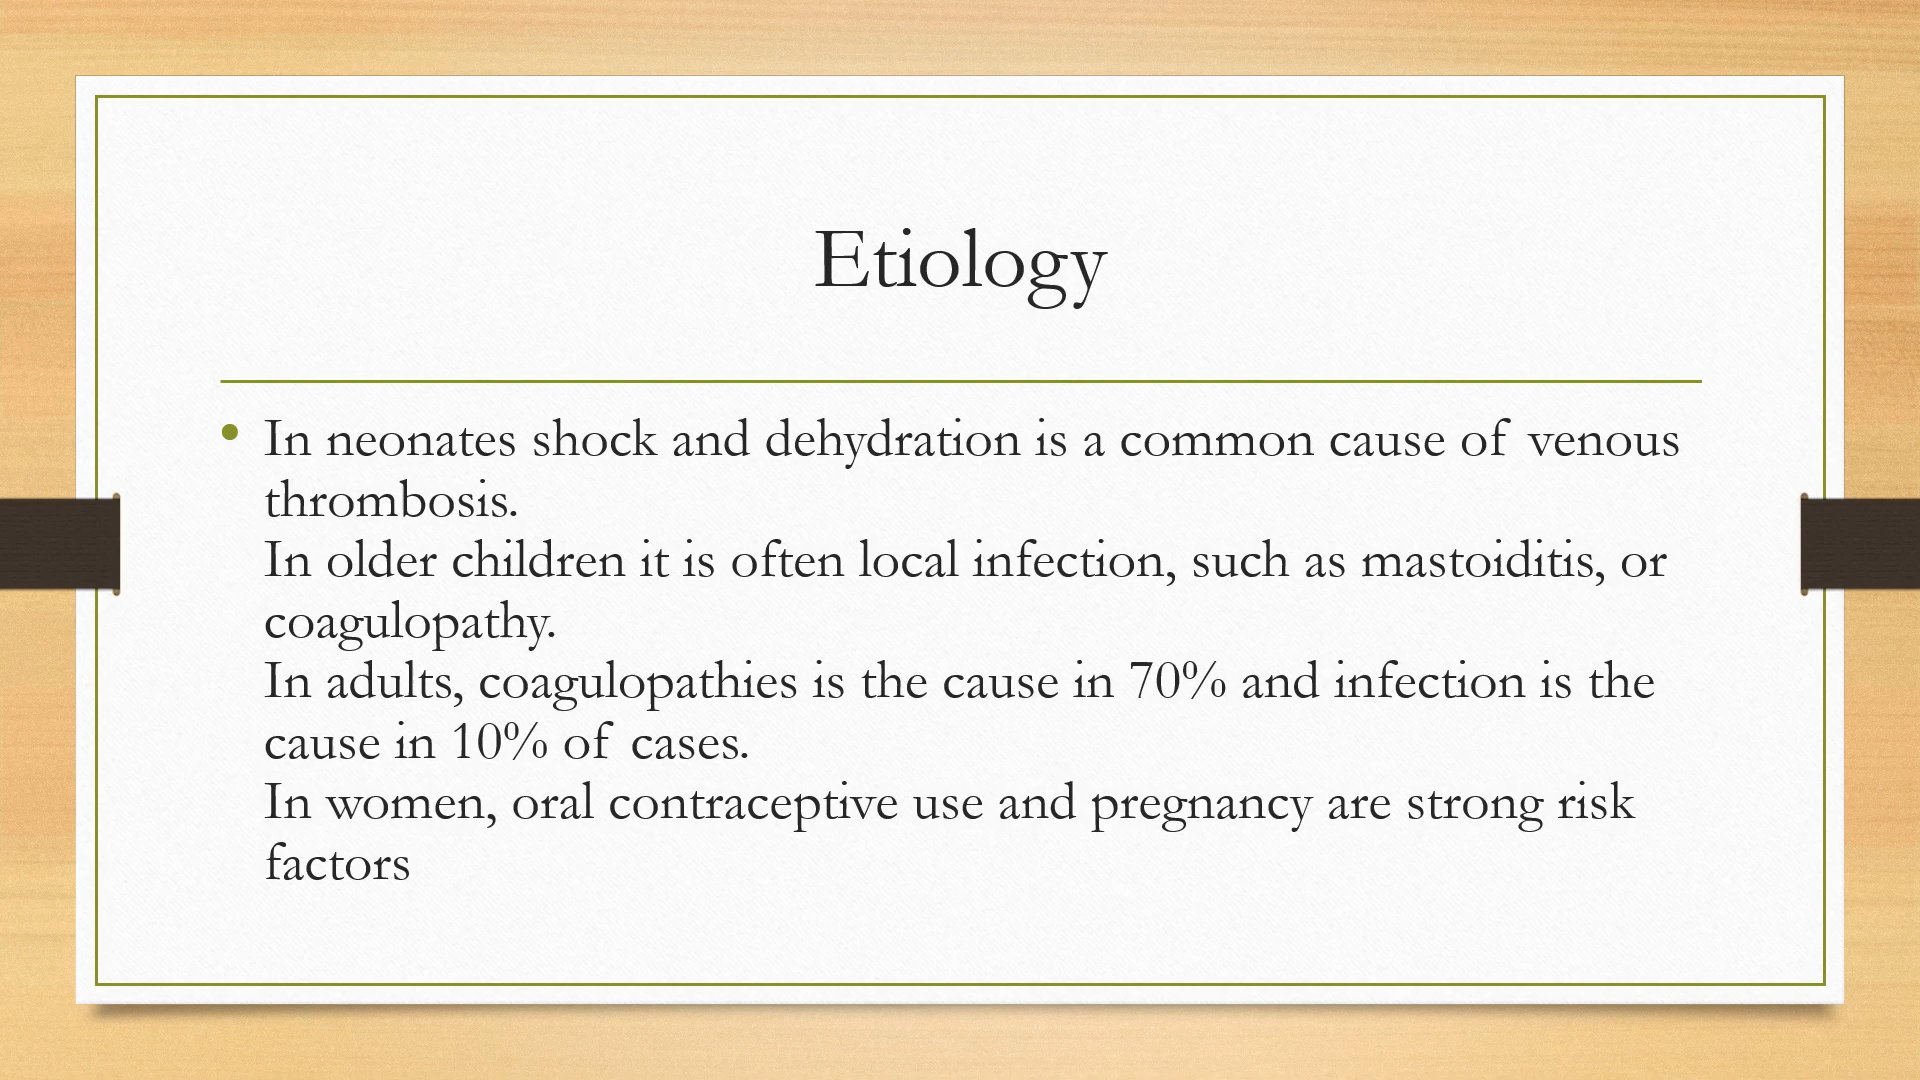 Etiology
• In neonates shock and dehydration is a common cause of venous
thrombosis.
In older children it is often local infection, such as mastoiditis, or
coagulopathy.
In adults, coagulopathies is the cause in 70% and infection is the
cause in 10% of cases.
In women, oral contraceptive use and pregnancy are strong risk
factors